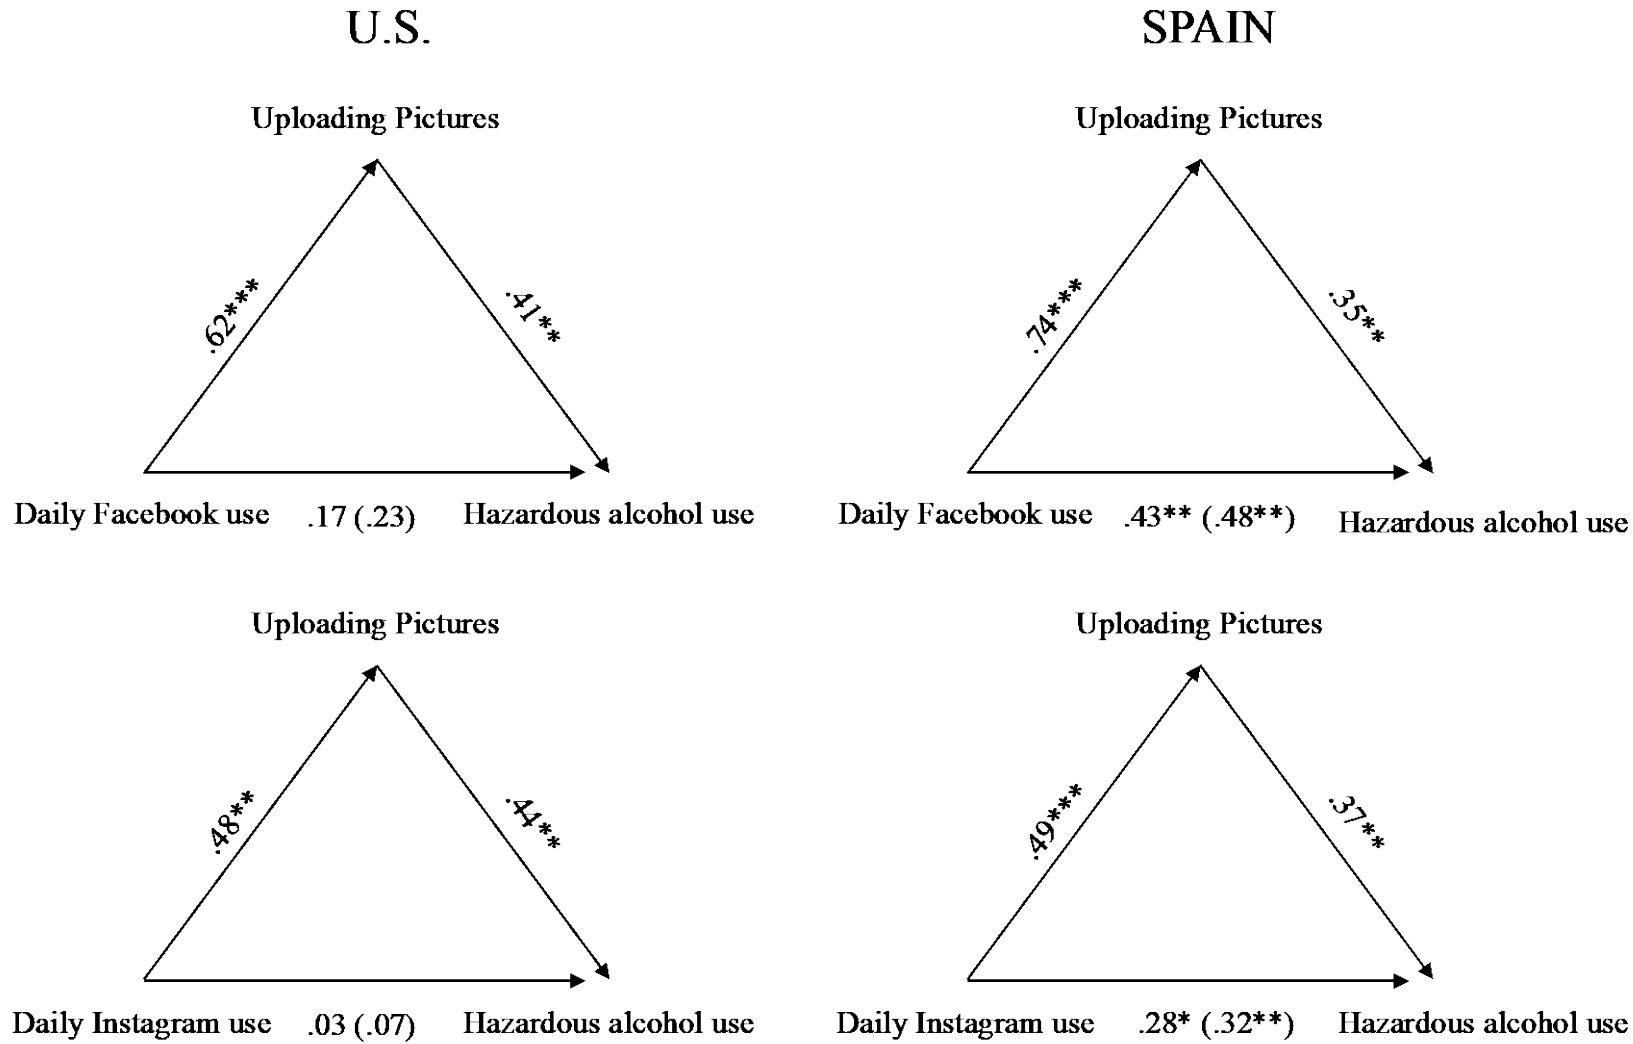 U.S.
SPAIN
Uploading Pictures
Uploading Pictures
.62***
.41**
.74***
.35**
Daily Facebook use .17 (.23) Hazardous alcohol use
Daily Facebook use .43** (.48**) Hazardous alcohol use
Uploading Pictures
Uploading Pictures
.48**
.44**
.49***
.37**
Daily Instagram use .03 (.07) Hazardous alcohol use
Daily Instagram use .28* (.32**) Hazardous alcohol use